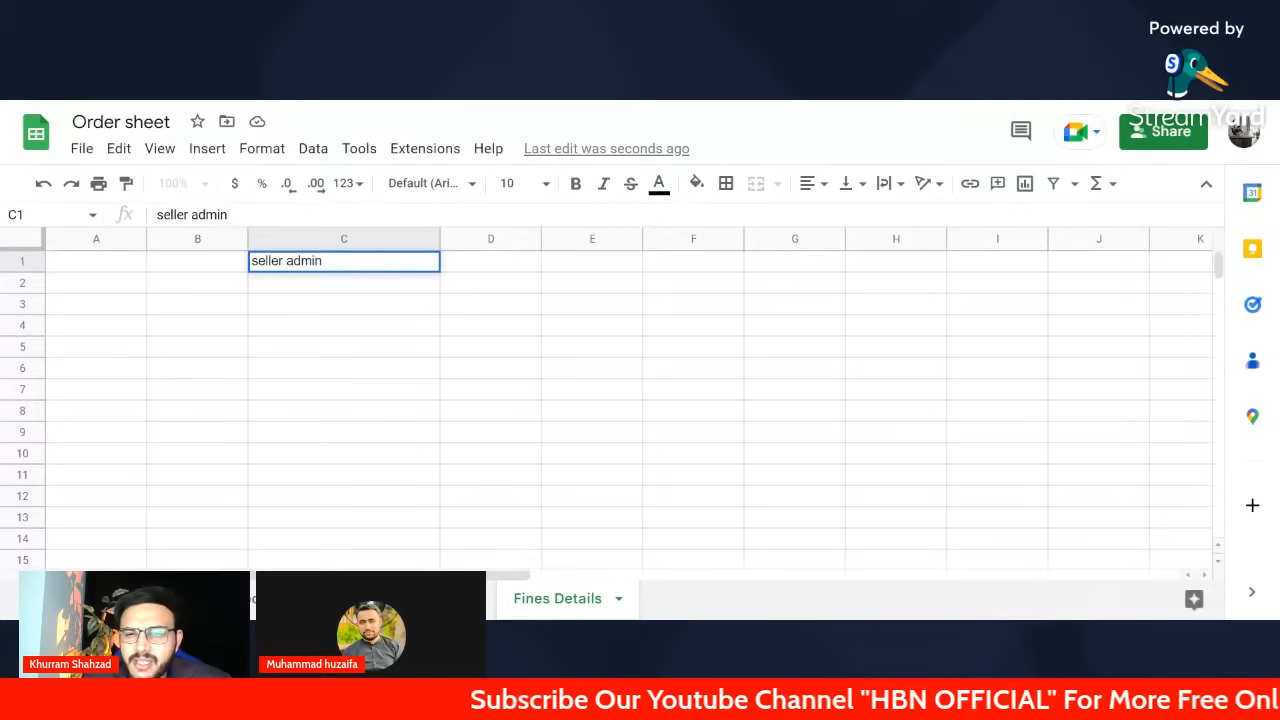 Powered by
S
StreamYard
Order sheet
File Edit View Insert Format Data Tools Extensions Help Last edit was seconds ago
Share
100% $ % .0 .00 123 Default (Ari... 10 B I S A
C1 fx seller admin
A B C D E F G H I J K
1 seller admin
2
3
4
5
6
7
8
9
10
11
12
13
14
15
Fines Details
Khurram Shahzad
Muhammad huzaifa
Subscribe Our Youtube Channel "HBN OFFICIAL" For More Free Onl